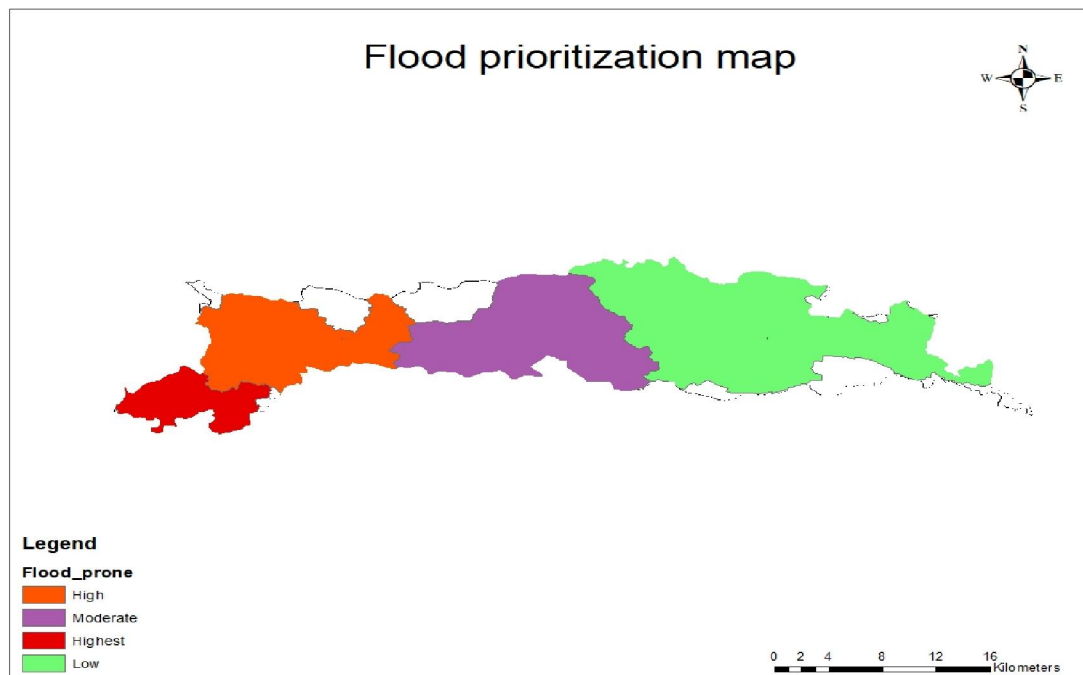 Flood prioritization map
N
W E
S
Legend
Flood_prone
High
Moderate
Highest
Low
0 2 4 8 12 16
Kilometers